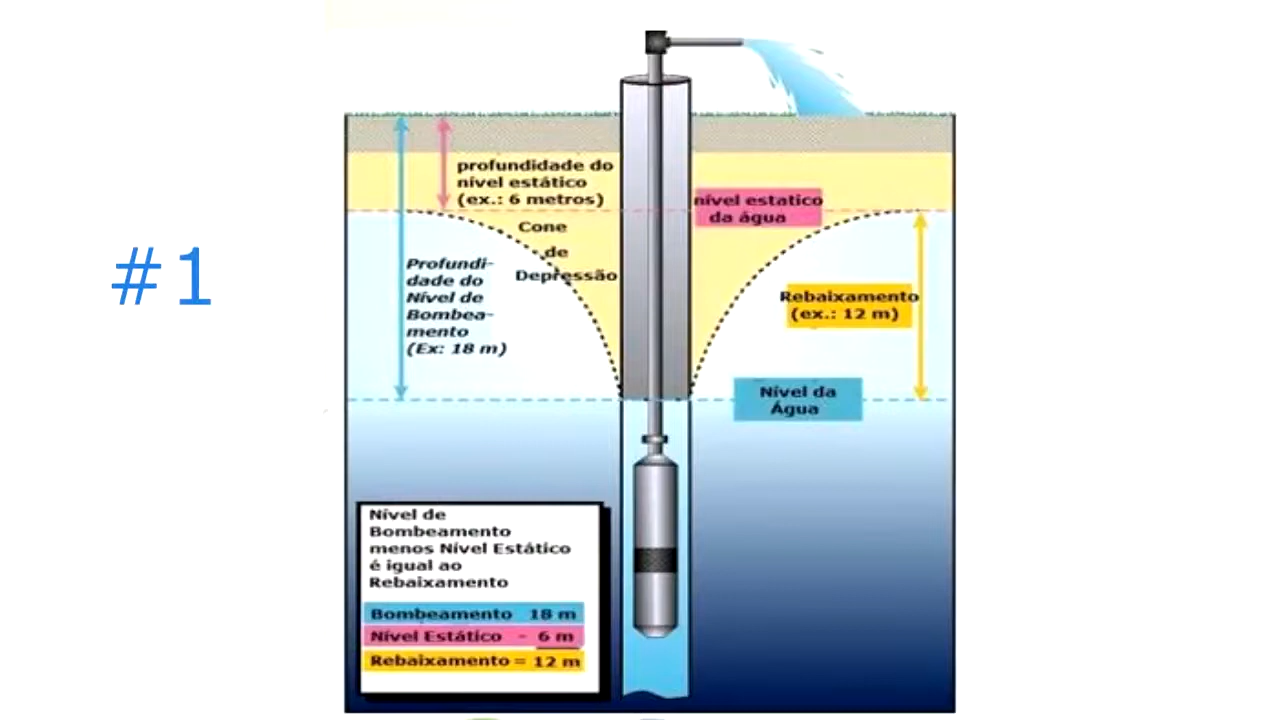 #1
profundidade do
nível estático
(ex.: 6 metros)
nível estatico
da água
Cone
de
Depressão
Profundi-
dade do
Nível de
Bombea-
mento
(Ex: 18 m)
Rebaixamento
(ex.: 12 m)
Nível da
Água
Nível de
Bombeamento
menos Nível Estático
é igual ao
Rebaixamento
Bombeamento 18 m
Nível Estático - 6 m
Rebaixamento = 12 m